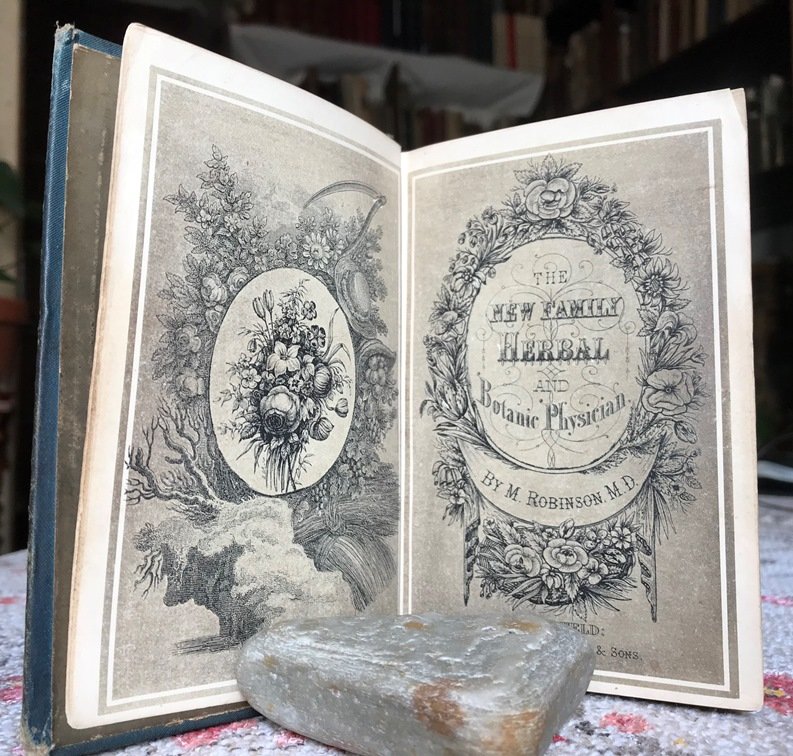 THE
NEW FAMILY
HERBAL
AND
Botanic Physician
BY M. ROBINSON, M.D.
& SONS.